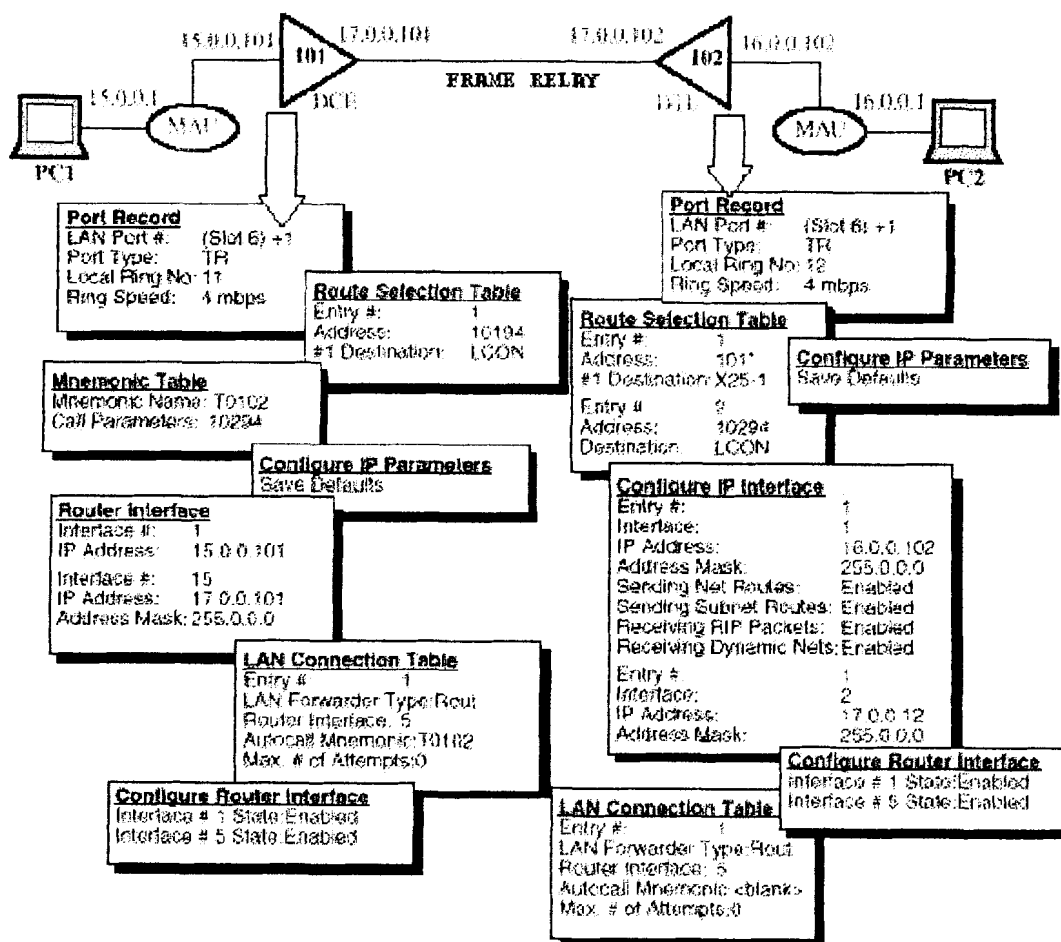 15.0.0.101
17.0.0.101
17.0.0.102
16.0.0.102
101
102
FRAME RELAY
DCE
DTE
15.0.0.1
16.0.0.1
MAU
MAU
PC1
PC2
Port Record
LAN Port #: (Slot 6) +1
Port Type: TR
Local Ring No: 11
Ring Speed: 4 mbps
Route Selection Table
Entry #: 1
Address: 10194
#1 Destination: LCON
Mnemonic Table
Mnemonic Name: T0102
Call Parameters: 10294
Configure IP Parameters
Save Defaults
Router Interface
Interface #: 1
IP Address: 15.0.0.101
Interface #: 15
IP Address: 17.0.0.101
Address Mask: 255.0.0.0
LAN Connection Table
Entry #: 1
LAN Forwarder Type:Rout
Router Interface: 5
Autocall Mnemonic:T0102
Max. # of Attempts:0
Configure Router Interface
Interface # 1 State:Enabled
Interface # 5 State:Enabled
Port Record
LAN Port #: (Slot 6) +1
Port Type: TR
Local Ring No: 12
Ring Speed: 4 mbps
Route Selection Table
Entry #: 1
Address:
#1 Destination: X25-1
Entry #
Address: 10294
Destination: LCON
Configure IP Parameters
Save Defaults
Configure IP Interface
Entry #: 1
Interface: 1
IP Address: 16.0.0.102
Address Mask: 255.0.0.0
Sending Net Routes: Enabled
Sending Subnet Routes: Enabled
Receiving RIP Packets: Enabled
Receiving Dynamic Nets: Enabled
Entry #: 1
Interface: 2
IP Address: 17.0.0.12
Address Mask: 255.0.0.0
Configure Router Interface
Interface # 1 State:Enabled
Interface # 5 State:Enabled
LAN Connection Table
Entry #: 1
LAN Forwarder Type:Rout
Router Interface: 5
Autocall Mnemonic <blank>
Max. # of Attempts:0